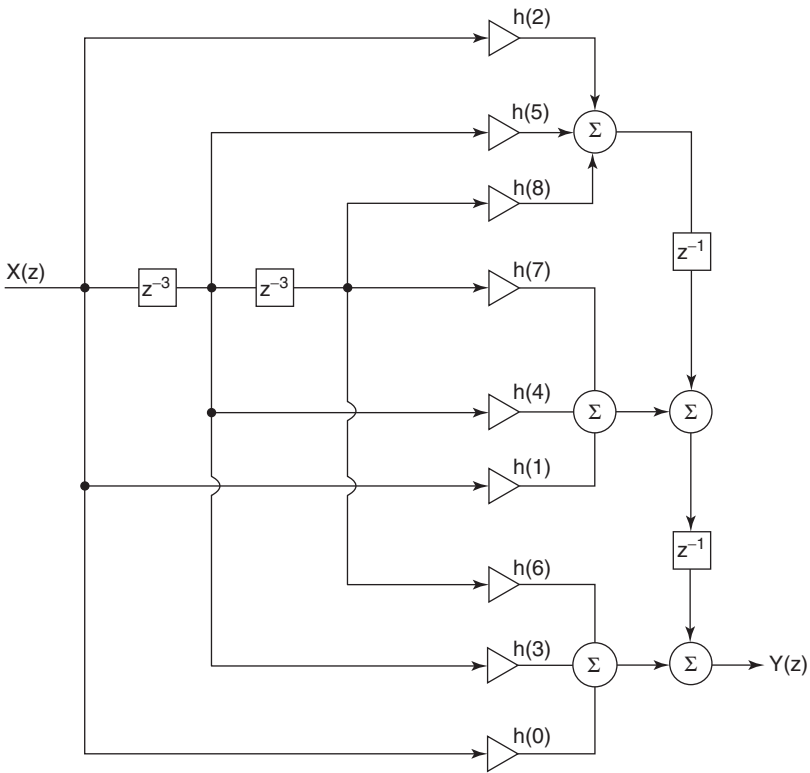 h(2)
h(5)
Σ
h(8)
z⁻¹
X(z)
z⁻³
z⁻³
h(7)
h(4)
Σ
Σ
h(1)
z⁻¹
h(6)
h(3)
Σ
Σ
Y(z)
h(0)